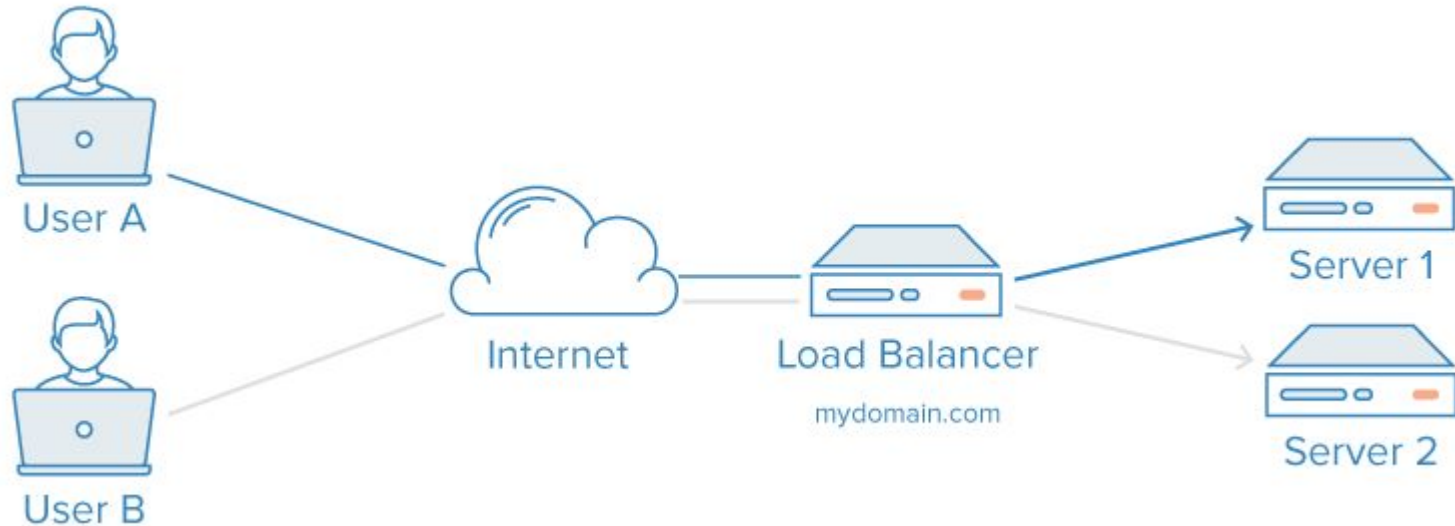 User A
Server 1
Internet
Load Balancer
mydomain.com
Server 2
User B